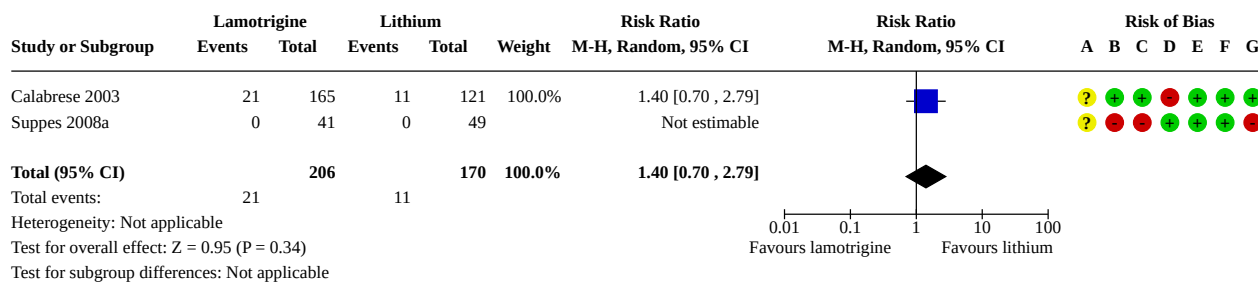 Lamotrigine Lithium Risk Ratio Risk Ratio Risk of Bias
Study or Subgroup Events Total Events Total Weight M-H, Random, 95% CI M-H, Random, 95% CI A B C D E F G
Calabrese 2003 21 165 11 121 100.0% 1.40 [0.70 , 2.79] ? + + - + + +
Suppes 2008a 0 41 0 49 Not estimable ? - - + + + -
Total (95% CI) 206 170 100.0% 1.40 [0.70 , 2.79]
Total events: 21 11
Heterogeneity: Not applicable
0.01 0.1 1 10 100
Test for overall effect: Z = 0.95 (P = 0.34)
Favours lamotrigine Favours lithium
Test for subgroup differences: Not applicable